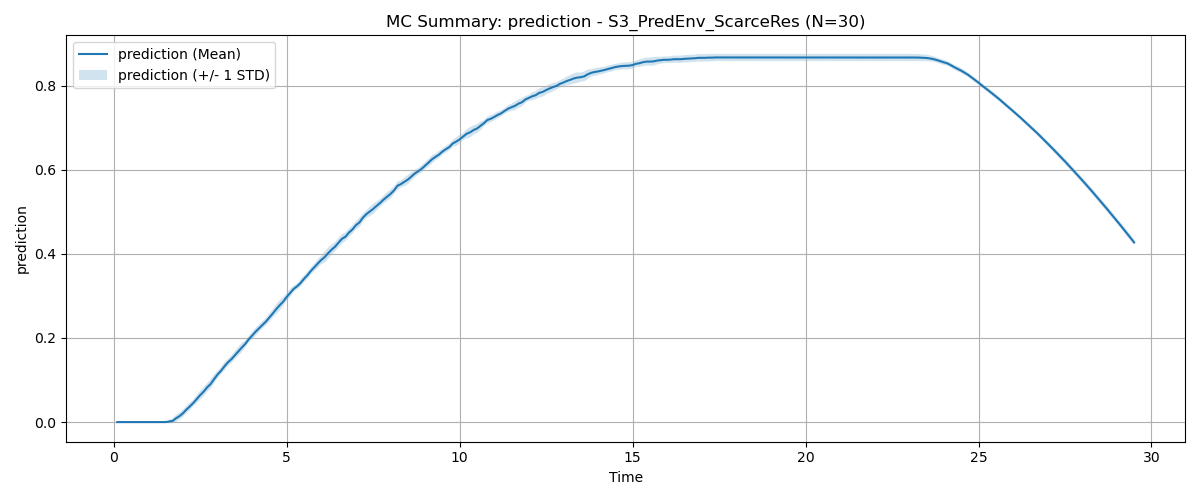 MC Summary: prediction - S3_PredEnv_ScarceRes (N=30)
prediction (Mean)
prediction (+/- 1 STD)
prediction
0.8
0.6
0.4
0.2
0.0
0 5 10 15 20 25 30
Time